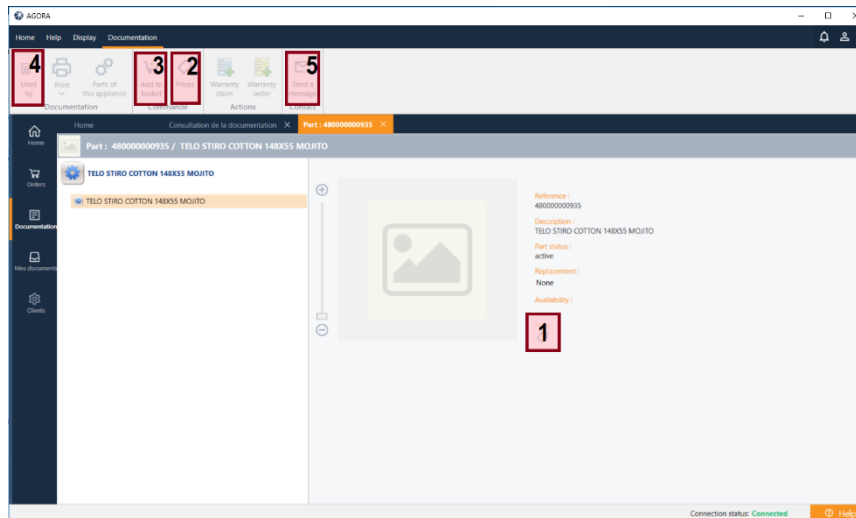 AGORA
Home Help Display Documentation
4 3 2 5
Used by
Print
Parts of this appliance
Add to basket
Prices
Warranty claim
Warranty order
Send a message
Documentation Commande Actions Contact
Home Consultation de la documentation × Part : 480000000935 ×
Part : 480000000935 / TELO STIRO COTTON 148X55 MOJITO
Home
Orders
Documentation
Mes documents
Clients
TELO STIRO COTTON 148X55 MOJITO
TELO STIRO COTTON 148X55 MOJITO
Reference :
480000000935
Description :
TELO STIRO COTTON 148X55 MOJITO
Part status :
active
Replacement :
None
Availability :
1
Connection status: Connected
Help